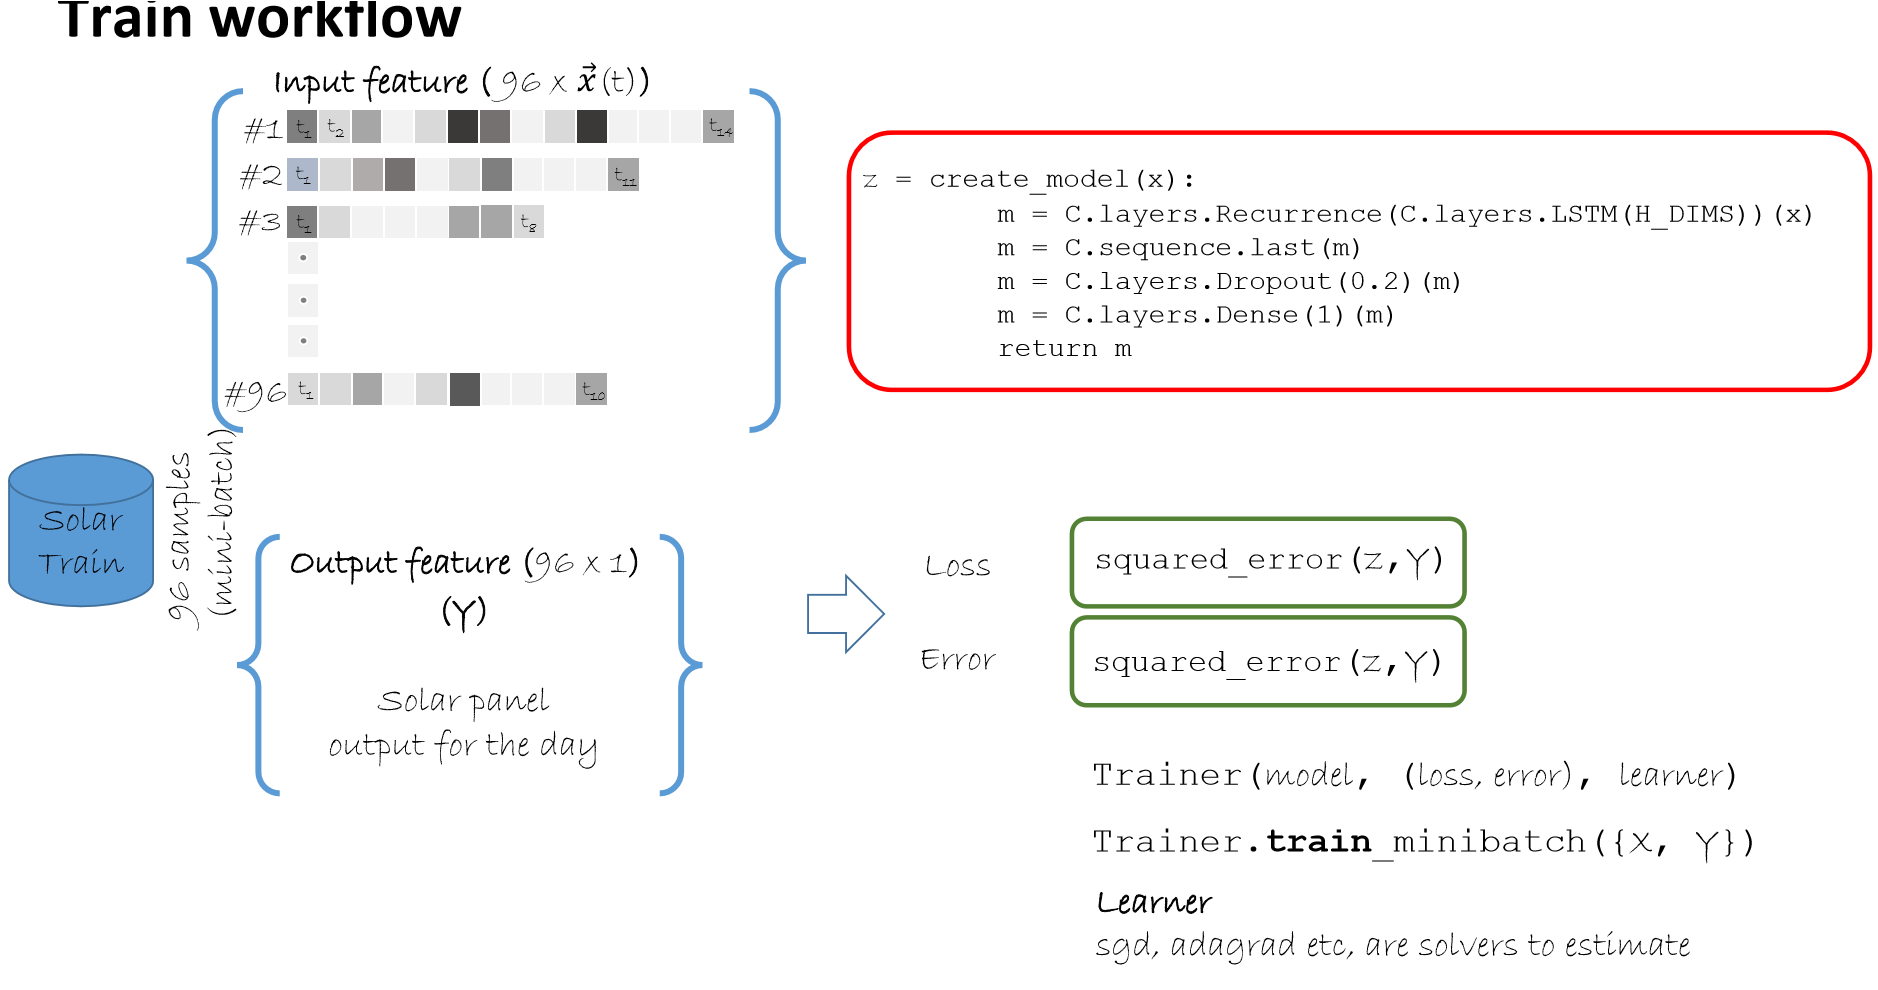 Train workflow
Input feature ( 96 x x⃗ (t))
#1 t1 t2 t14
#2 t1 t11
#3 t1 t8
#96 t1 t10
96 samples
(mini-batch)
Solar
Train
z = create_model(x):
m = C.layers.Recurrence(C.layers.LSTM(H_DIMS))(x)
m = C.sequence.last(m)
m = C.layers.Dropout(0.2)(m)
m = C.layers.Dense(1)(m)
return m
Output feature (96 x 1)
(Y)
Solar panel
output for the day
Loss squared_error(z,Y)
Error squared_error(z,Y)
Trainer(model, (loss, error), learner)
Trainer.train_minibatch({X, Y})
Learner
sgd, adagrad etc, are solvers to estimate